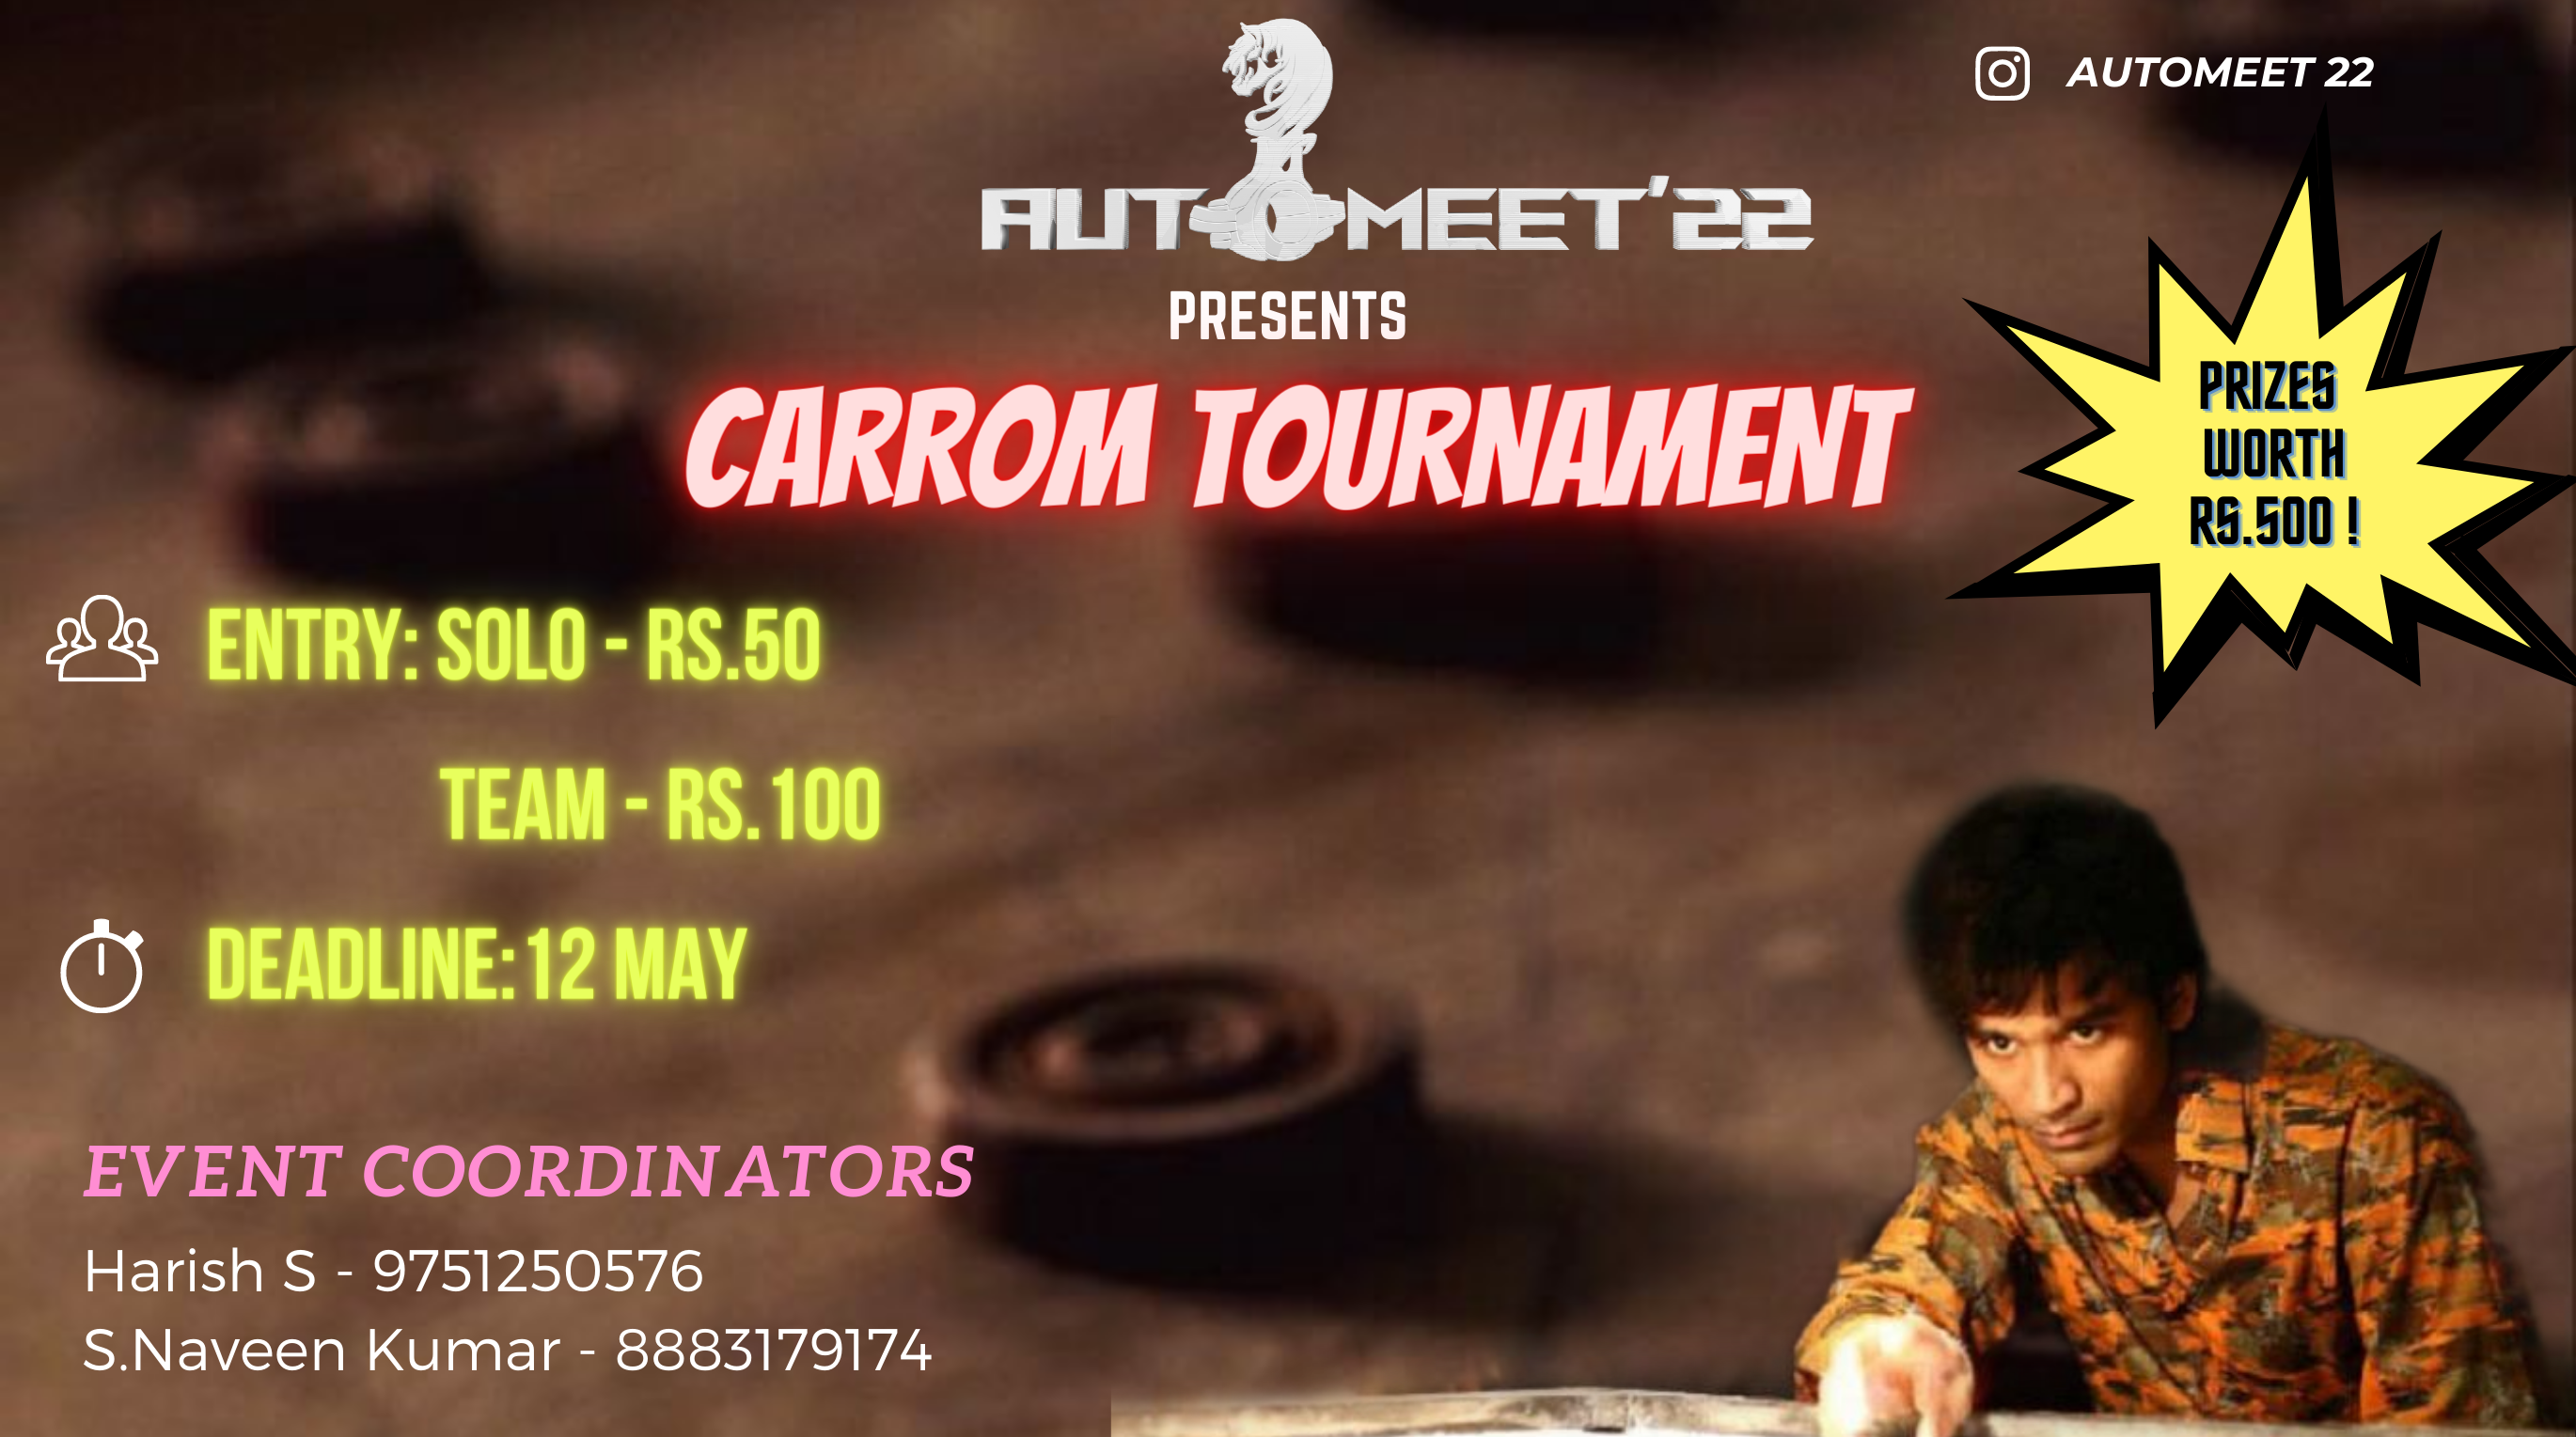 AUTOMEET 22
AUTOMEET'22
PRESENTS
CARROM TOURNAMENT
PRIZES
WORTH
RS.500 !
ENTRY: SOLO - RS.50
TEAM - RS.100
DEADLINE:12 MAY
EVENT COORDINATORS
Harish S - 9751250576
S.Naveen Kumar - 8883179174